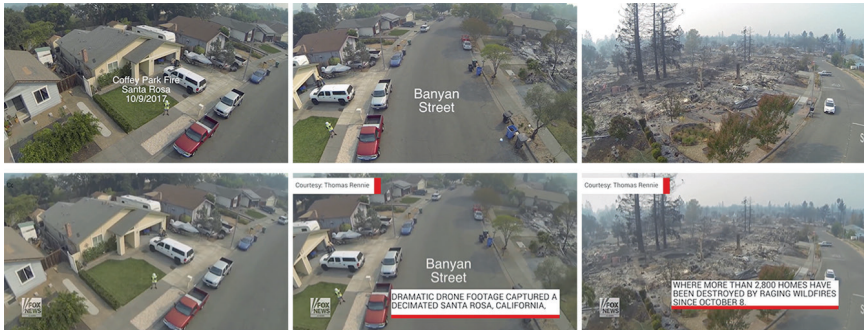 Coffey Park Fire
Santa Rosa
10/9/2017
Banyan
Street
Courtesy: Thomas Rennie
Courtesy: Thomas Rennie
Banyan
Street
FOX
NEWS
FOX
NEWS
DRAMATIC DRONE FOOTAGE CAPTURED A
DECIMATED SANTA ROSA, CALIFORNIA,
FOX
NEWS
WHERE MORE THAN 2,800 HOMES HAVE
BEEN DESTROYED BY RAGING WILDFIRES
SINCE OCTOBER 8.